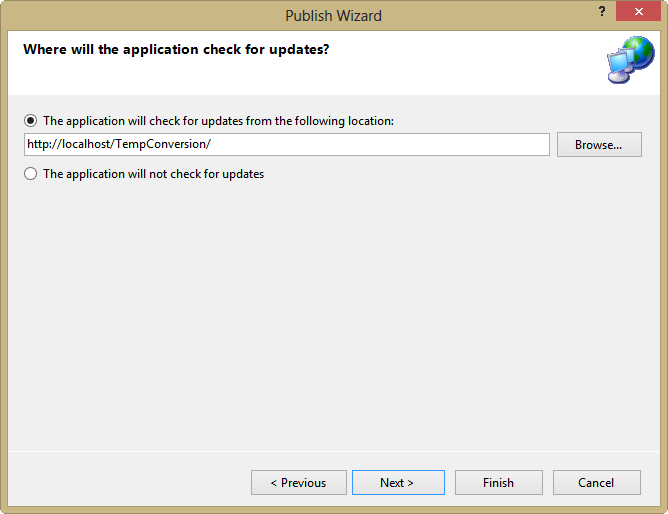 Publish Wizard
?
Where will the application check for updates?
The application will check for updates from the following location:
http://localhost/TempConversion/
Browse...
The application will not check for updates
< Previous
Next >
Finish
Cancel